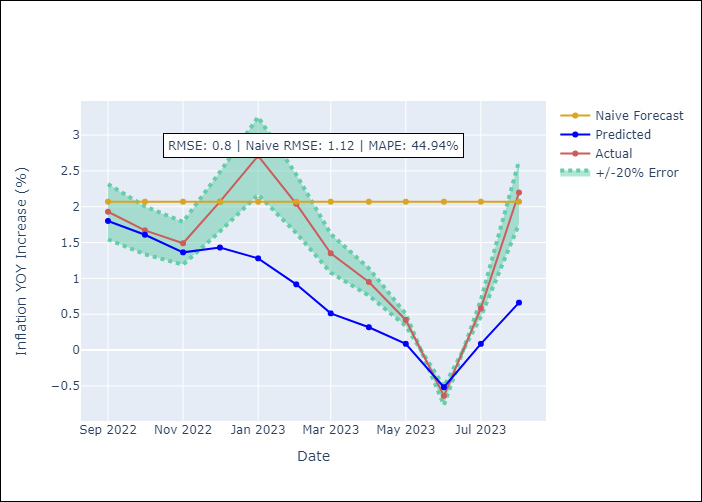 RMSE: 0.8 | Naive RMSE: 1.12 | MAPE: 44.94%
Naive Forecast
Predicted
Actual
+/-20% Error
Inflation YOY Increase (%)
3
2.5
2
1.5
1
0.5
0
−0.5
Sep 2022
Nov 2022
Jan 2023
Mar 2023
May 2023
Jul 2023
Date